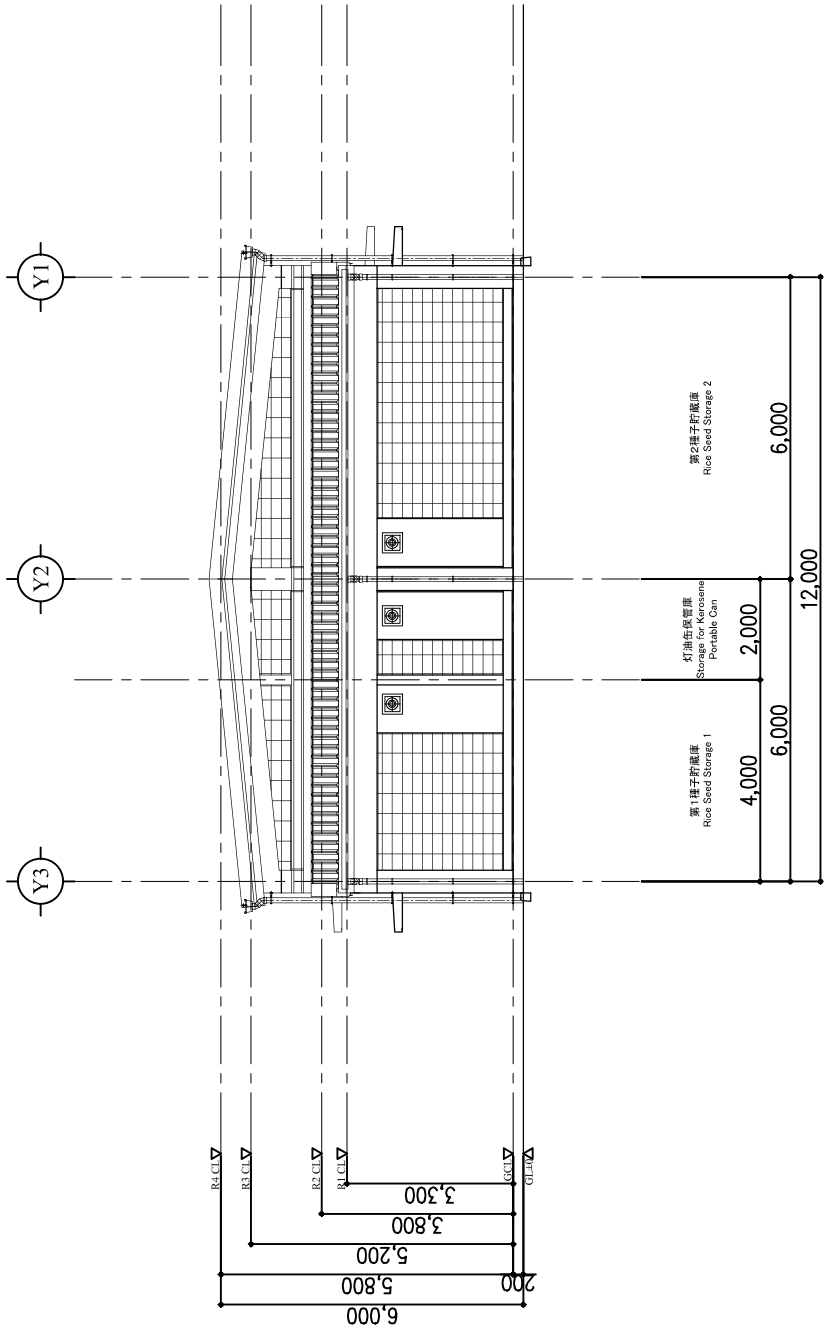 Y3
Y2
Y1
R4 CL
R3 CL
R2 CL
R1 CL
GCL
GL±0
3,300
3,800
5,200
5,800
200
6,000
第1種子貯蔵庫
Rice Seed Storage 1
灯油缶保管庫
Storage for Kerosene
Portable Can
第2種子貯蔵庫
Rice Seed Storage 2
4,000
2,000
6,000
6,000
12,000